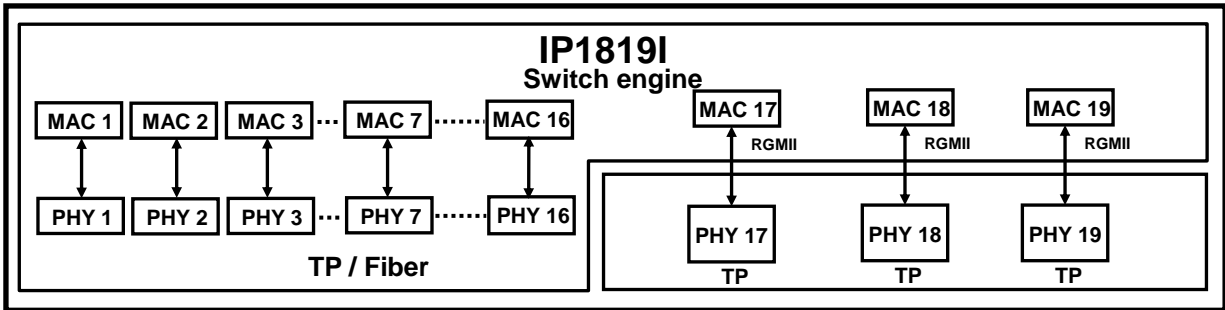 IP1819I
Switch engine
MAC 1 MAC 2 MAC 3 MAC 7 MAC 16 MAC 17 MAC 18 MAC 19
RGMII RGMII RGMII
PHY 1 PHY 2 PHY 3 PHY 7 PHY 16 PHY 17 PHY 18 PHY 19
TP / Fiber TP TP TP